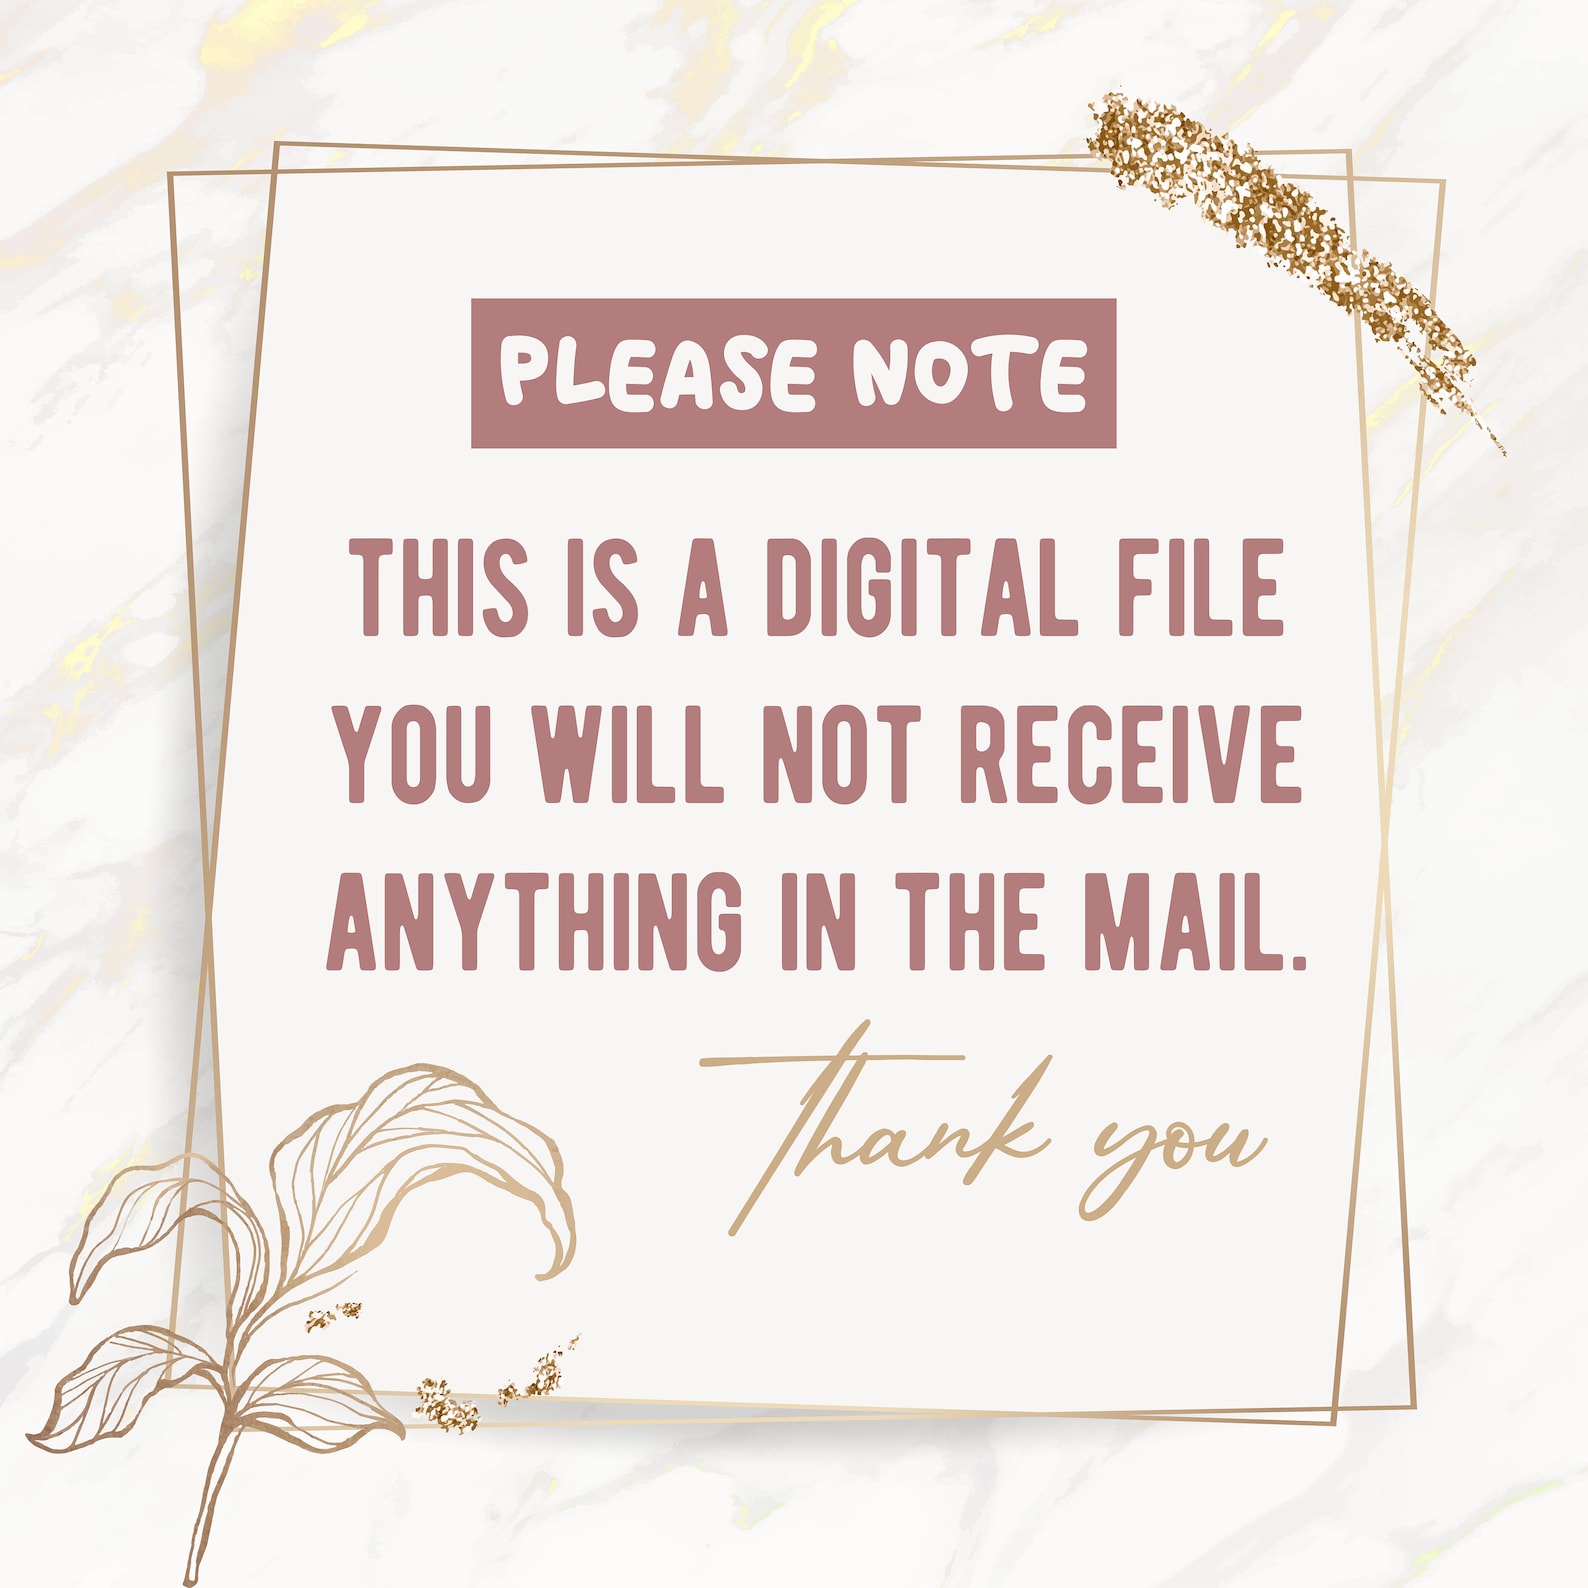 PLEASE NOTE
THIS IS A DIGITAL FILE
YOU WILL NOT RECEIVE
ANYTHING IN THE MAIL.
Thank you